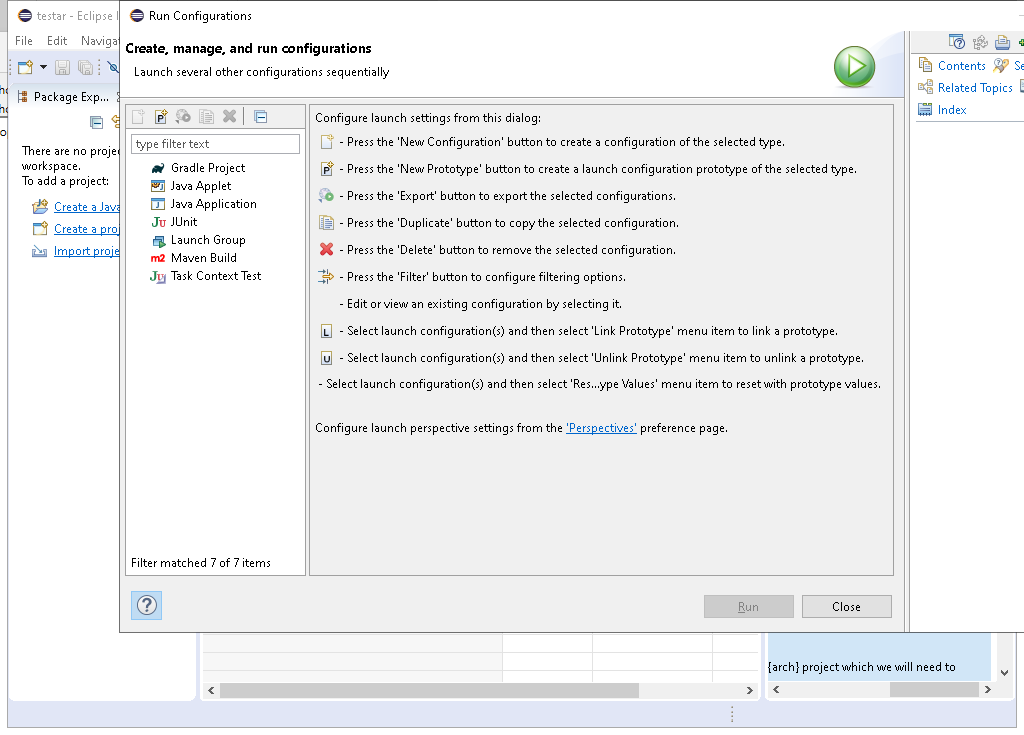 testar - Eclipse I
Run Configurations
File Edit Naviga
Create, manage, and run configurations
Launch several other configurations sequentially
Contents
Se
Related Topics
Index
Package Exp...
type filter text
Gradle Project
Java Applet
Java Application
JUnit
Launch Group
Maven Build
Task Context Test
Filter matched 7 of 7 items
There are no proje
workspace.
To add a project:
Create a Java
Create a proj
Import proje
Configure launch settings from this dialog:
- Press the 'New Configuration' button to create a configuration of the selected type.
- Press the 'New Prototype' button to create a launch configuration prototype of the selected type.
- Press the 'Export' button to export the selected configurations.
- Press the 'Duplicate' button to copy the selected configuration.
- Press the 'Delete' button to remove the selected configuration.
- Press the 'Filter' button to configure filtering options.
- Edit or view an existing configuration by selecting it.
L - Select launch configuration(s) and then select 'Link Prototype' menu item to link a prototype.
U - Select launch configuration(s) and then select 'Unlink Prototype' menu item to unlink a prototype.
- Select launch configuration(s) and then select 'Res...ype Values' menu item to reset with prototype values.
Configure launch perspective settings from the 'Perspectives' preference page.
Run
Close
{arch} project which we will need to